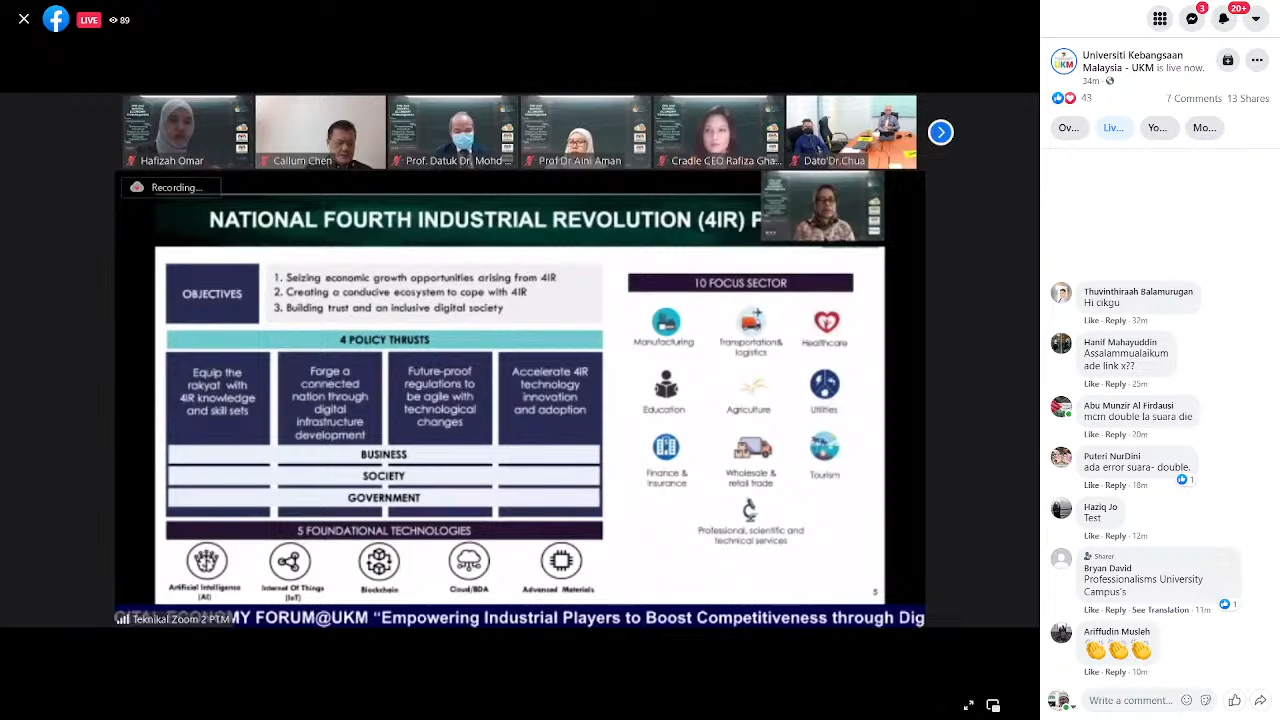 LIVE
89
3
20+
Universiti Kebangsaan
Malaysia - UKM is live now.
34m
43
7 Comments 13 Shares
Ov...
Liv...
Yo...
Mo...
Hafizah Omar
Callum Chen
Prof. Datuk Dr. Mohd ...
Prof Dr Aini Aman
Cradle CEO Rafiza Gha...
Dato'Dr.Chua
Recording...
NATIONAL FOURTH INDUSTRIAL REVOLUTION (4IR) P
OBJECTIVES
1. Seizing economic growth opportunities arising from 4IR
2. Creating a conducive ecosystem to cope with 4IR
3. Building trust and an inclusive digital society
4 POLICY THRUSTS
Equip the
rakyat with
4IR knowledge
and skill sets
Forge a
connected
nation through
digital
infrastructure
development
Future-proof
regulations to
be agile with
technological
changes
Accelerate 4IR
technology
innovation
and adoption
BUSINESS
SOCIETY
GOVERNMENT
5 FOUNDATIONAL TECHNOLOGIES
Artificial Intelligence
(AI)
Internet Of Things
(IoT)
Blockchain
Cloud/BDA
Advanced Materials
10 FOCUS SECTOR
Manufacturing
Transportation&
logistics
Healthcare
Education
Agriculture
Utilities
Finance &
insurance
Wholesale &
retail trade
Tourism
Professional, scientific and
technical services
5
Teknikal Zoom 2 PTM
MY FORUM@UKM “Empowering Industrial Players to Boost Competitiveness through Dig
Thuvithhiraah Balamurugan
Hi cikgu
Like · Reply · 32m
Hanif Mahayuddin
Assalammualaikum
ada link x??
Like · Reply · 25m
Abu Munzir Al Firdaus
mcm double la suara die
Like · Reply · 20m
Puteri NurDini
ada error suara- double
1
Like · Reply · 18m
Haziq Jo
Test
Like · Reply · 12m
Sharer
Bryan David
#DigitalisationUniversity
Campus's
1
Like · Reply · See Translation · 11m
Ariffudin Musleh
👏👏👏
Like · Reply · 10m
Write a comment...